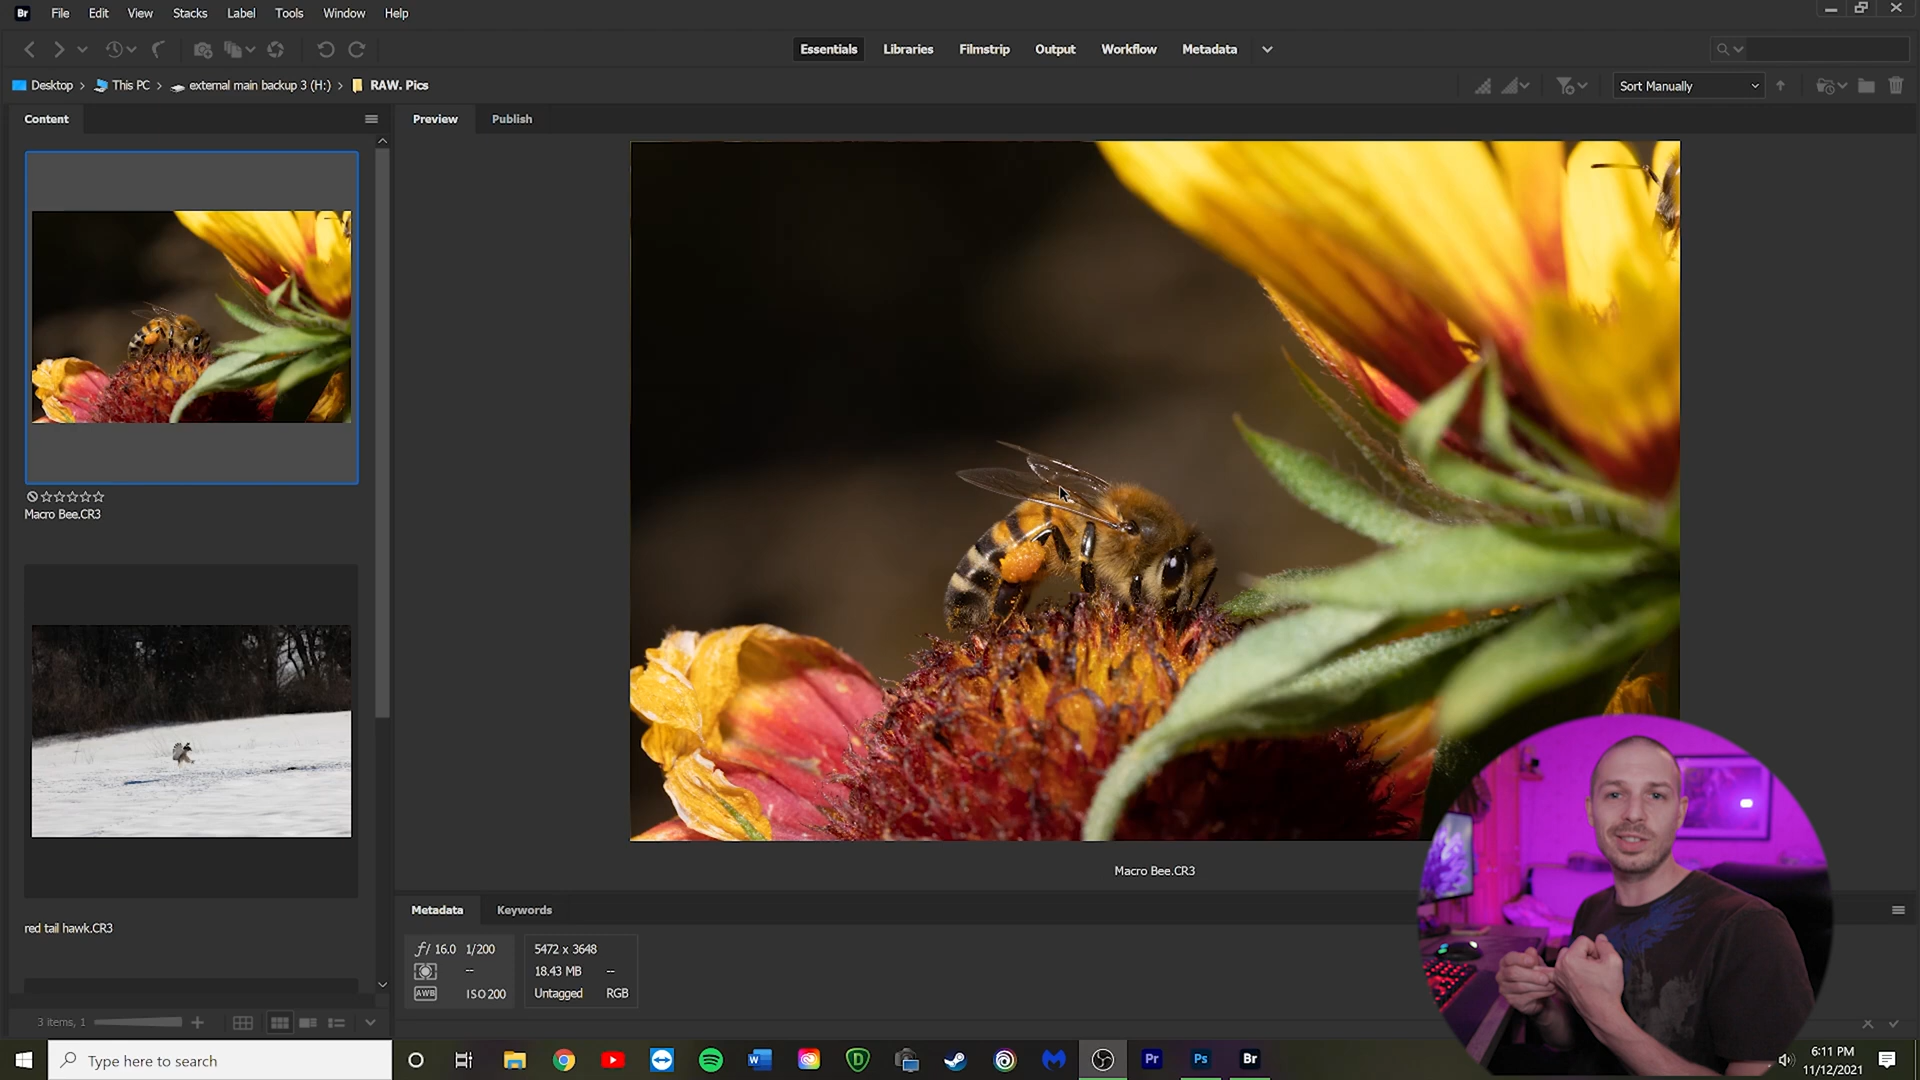 Br File Edit View Stacks Label Tools Window Help
Essentials Libraries Filmstrip Output Workflow Metadata
Desktop This PC external main backup 3 (H:) RAW. Pics
Sort Manually
Content
Preview Publish
Macro Bee.CR3
red tail hawk.CR3
Macro Bee.CR3
Metadata Keywords
f/ 16.0 1/200
--
AWB ISO200
5472 x 3648
18.43 MB --
Untagged RGB
3 items, 1
Type here to search
Pr Ps Br
6:11 PM
11/12/2021